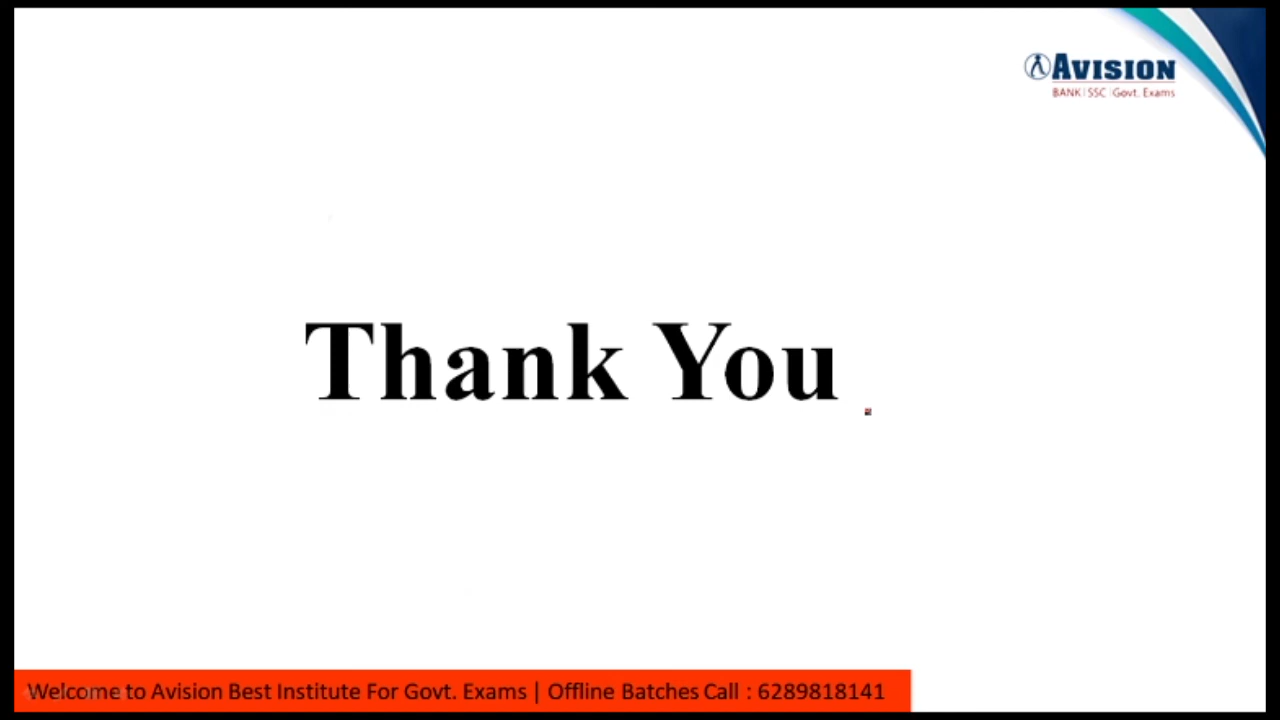 AVISION
BANK | SSC | Govt. Exams
Thank You
Welcome to Avision Best Institute For Govt. Exams | Offline Batches Call : 6289818141